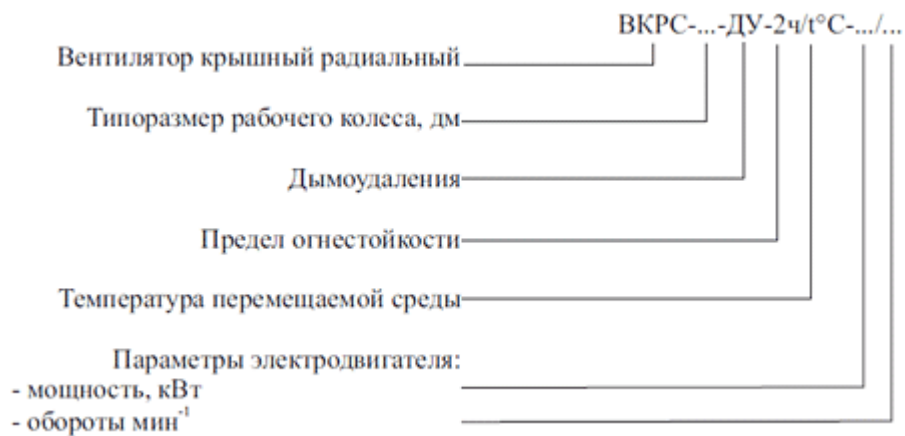 ВКРС-...-ДУ-2ч/t°С-.../...
Вентилятор крышный радиальный
Типоразмер рабочего колеса, дм
Дымоудаления
Предел огнестойкости
Температура перемещаемой среды
Параметры электродвигателя:
- мощность, кВт
- обороты мин⁻¹